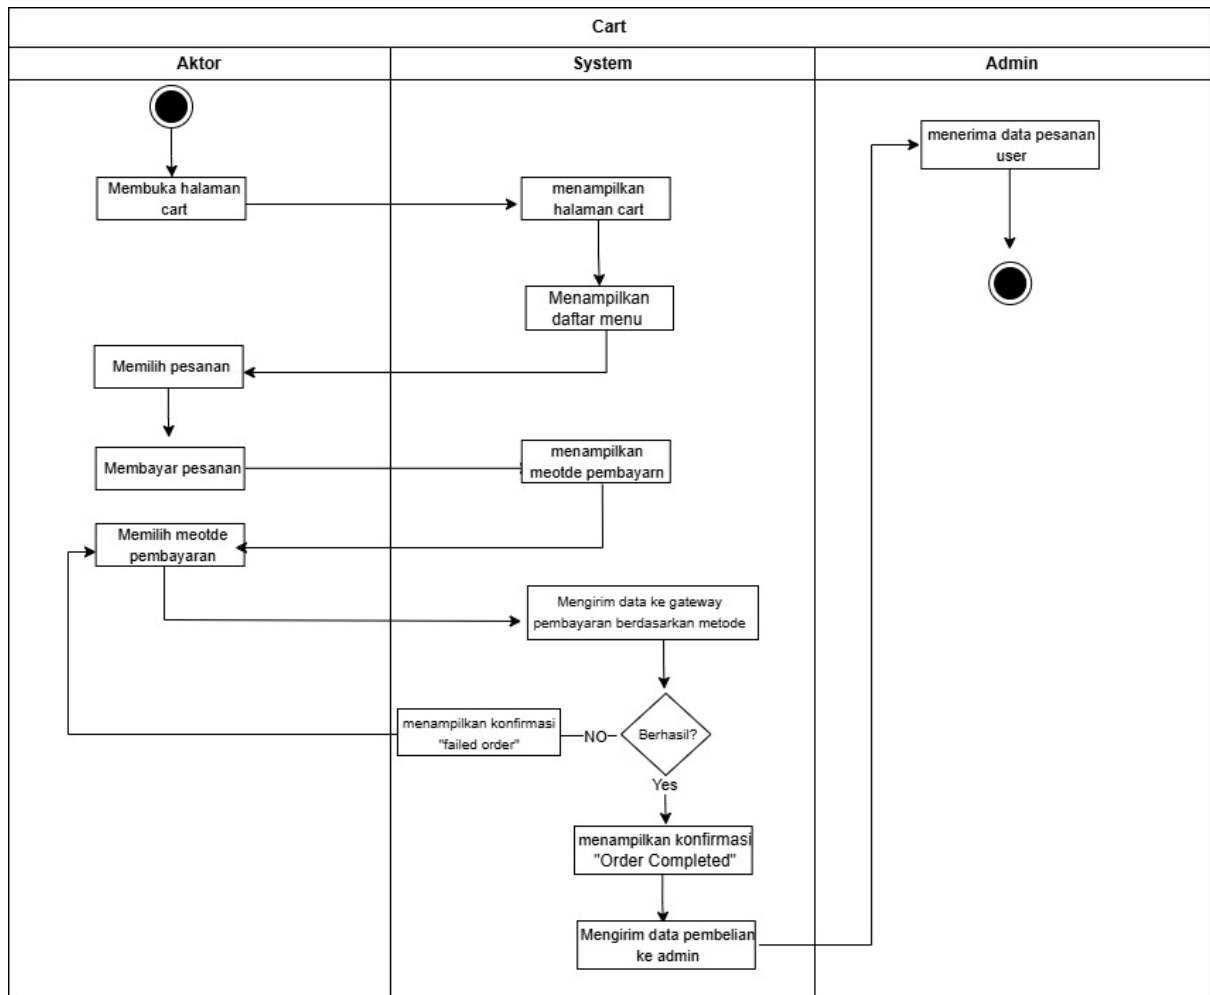 Cart
Aktor
System
Admin
menerima data pesanan
user
Membuka halaman
cart
menampilkan
halaman cart
Menampilkan
daftar menu
Memilih pesanan
Membayar pesanan
menampilkan
meotde pembayarn
Memilih meotde
pembayaran
Mengirim data ke gateway
pembayaran berdasarkan metode
menampilkan konfirmasi
"failed order"
NO
Berhasil?
Yes
menampilkan konfirmasi
"Order Completed"
Mengirim data pembelian
ke admin